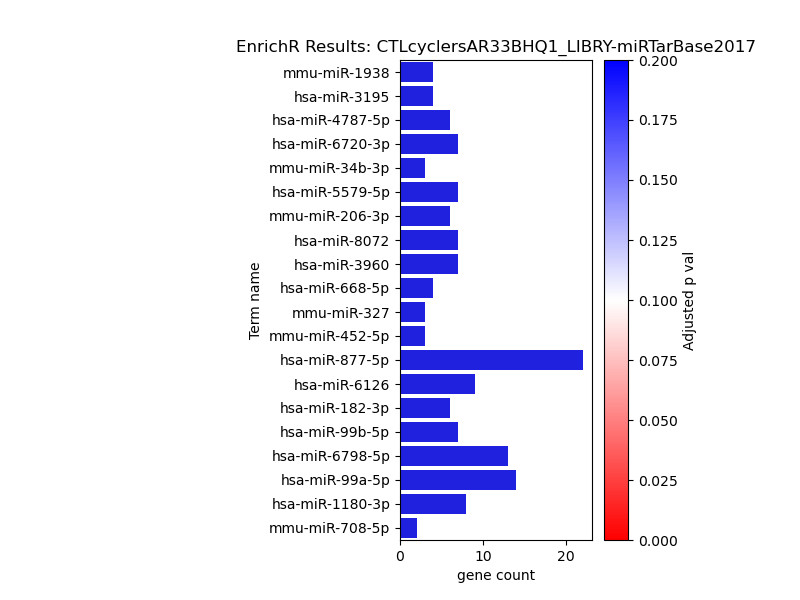 EnrichR Results: CTLcyclersAR33BHQ1_LIBRY-miRTarBase2017
Term name
mmu-miR-1938
hsa-miR-3195
hsa-miR-4787-5p
hsa-miR-6720-3p
mmu-miR-34b-3p
hsa-miR-5579-5p
mmu-miR-206-3p
hsa-miR-8072
hsa-miR-3960
hsa-miR-668-5p
mmu-miR-327
mmu-miR-452-5p
hsa-miR-877-5p
hsa-miR-6126
hsa-miR-182-3p
hsa-miR-99b-5p
hsa-miR-6798-5p
hsa-miR-99a-5p
hsa-miR-1180-3p
mmu-miR-708-5p
0 10 20
gene count
0.200
0.175
0.150
0.125
0.100
0.075
0.050
0.025
0.000
Adjusted p val